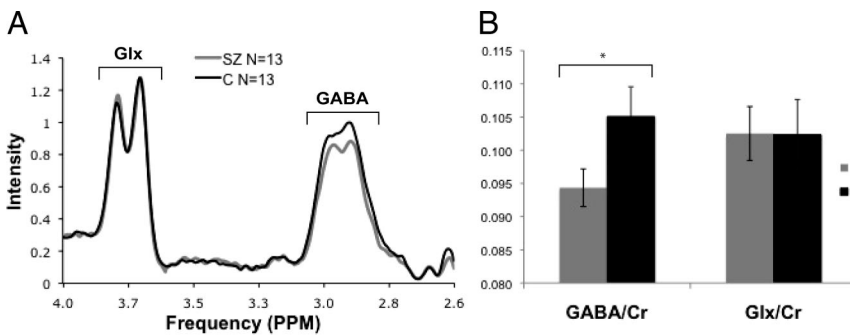 A
Glx
SZ N=13
C N=13
GABA
1.4
1.2
1
0.8
0.6
0.4
0.2
0
Intensity
4.0 3.7 3.5 3.3 3.0 2.8 2.6
Frequency (PPM)
B
*
0.115
0.110
0.105
0.100
0.095
0.090
0.085
0.080
GABA/Cr Glx/Cr